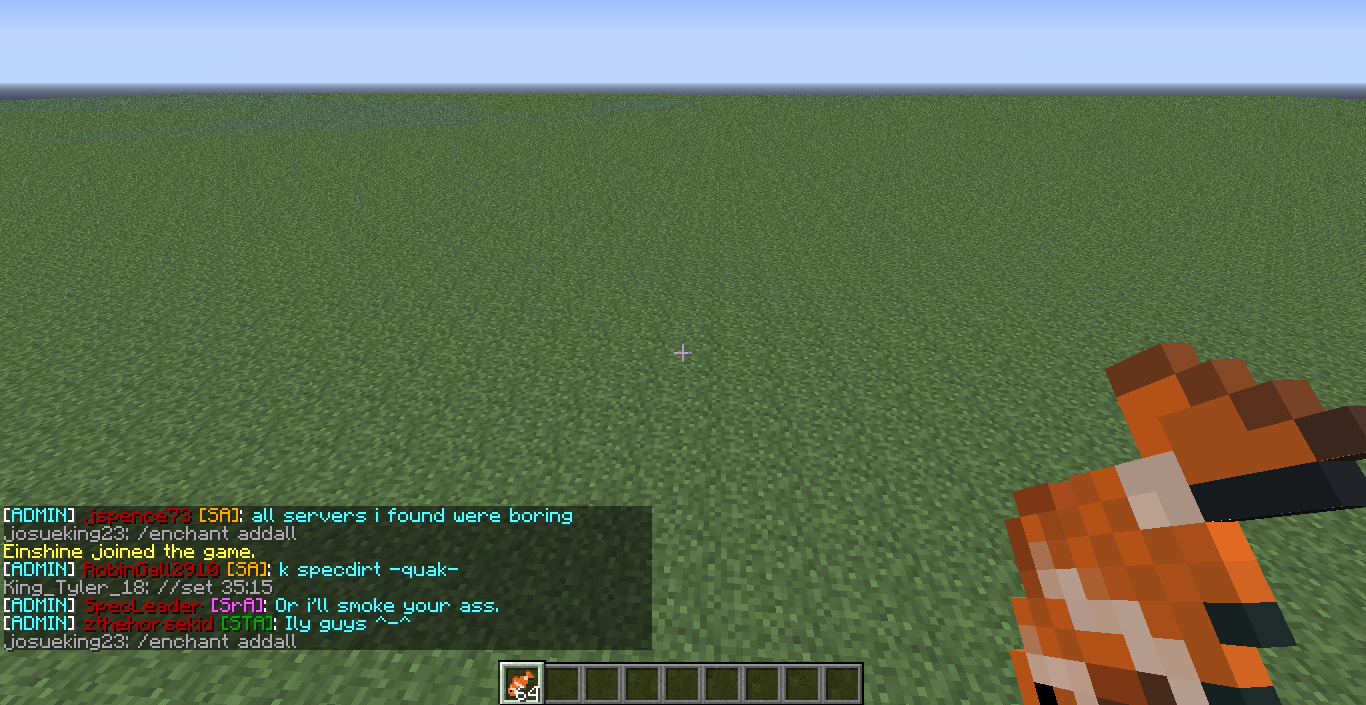 [ADMIN] jspence73 [SA]: all servers i found were boring
josueking23: /enchant addall
Einshine joined the game.
[ADMIN] RobinGall2910 [SA]: k specdirt -quak-
King_Tyler_18: //set 35:15
[ADMIN] SpecLeader [SrA]: Or i'll smoke your ass.
[ADMIN] zthehorsekid [STA]: Ily guys ^-^
josueking23: /enchant addall
64